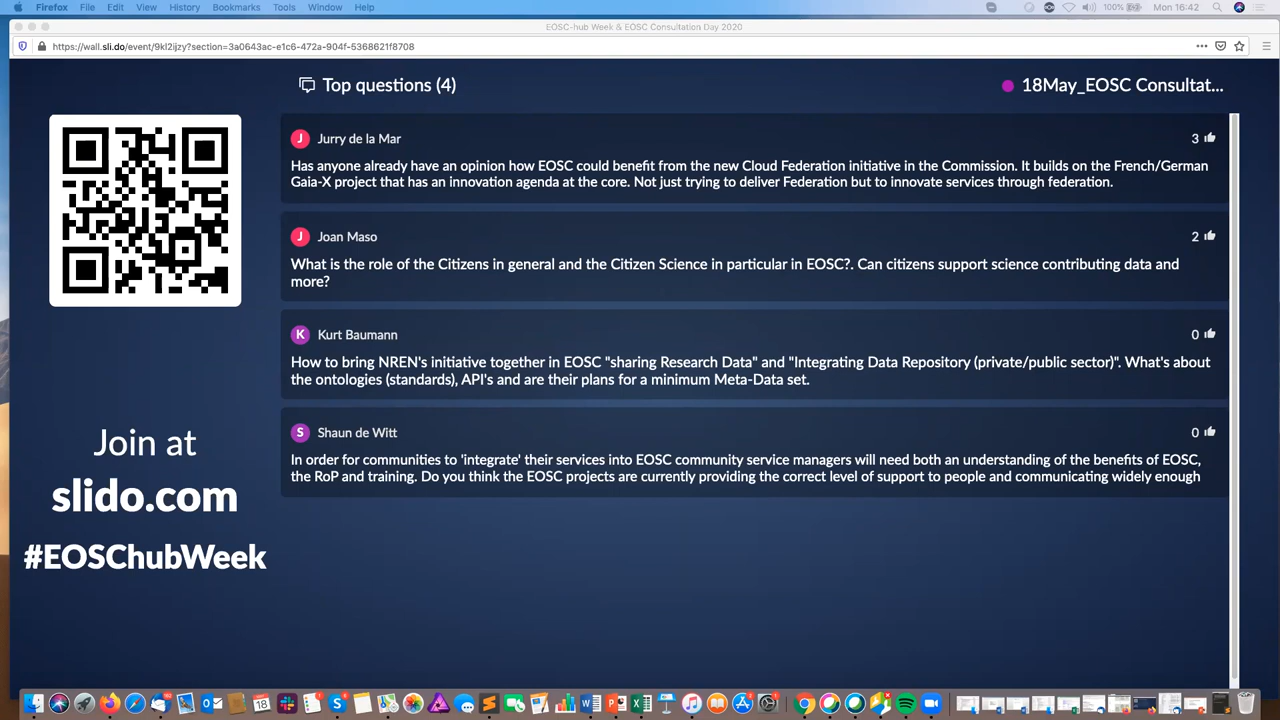 Firefox File Edit View History Bookmarks Tools Window Help 100% Mon 16:42
EOSC-hub Week & EOSC Consultation Day 2020
https://wall.sli.do/event/9kl2ijzy?section=3a0643ac-e1c6-472a-904f-5368621f8708
Top questions (4)
18May_EOSC Consultat...
J Jurry de la Mar 3
Has anyone already have an opinion how EOSC could benefit from the new Cloud Federation initiative in the Commission. It builds on the French/German
Gaia-X project that has an innovation agenda at the core. Not just trying to deliver Federation but to innovate services through federation.
J Joan Maso 2
What is the role of the Citizens in general and the Citizen Science in particular in EOSC?. Can citizens support science contributing data and
more?
K Kurt Baumann 0
How to bring NREN's initiative together in EOSC "sharing Research Data" and "Integrating Data Repository (private/public sector)". What's about
the ontologies (standards), API's and are their plans for a minimum Meta-Data set.
S Shaun de Witt 0
In order for communities to 'integrate' their services into EOSC community service managers will need both an understanding of the benefits of EOSC,
the RoP and training. Do you think the EOSC projects are currently providing the correct level of support to people and communicating widely enough
Join at
slido.com
#EOSChubWeek
18